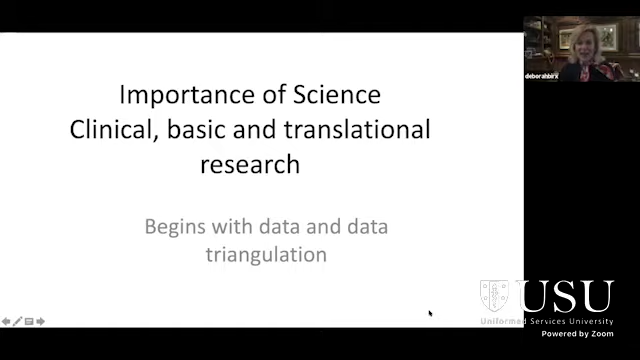 Importance of Science
Clinical, basic and translational
research
Begins with data and data
triangulation
deborahbirx
USU
Uniformed Services University
Powered by Zoom